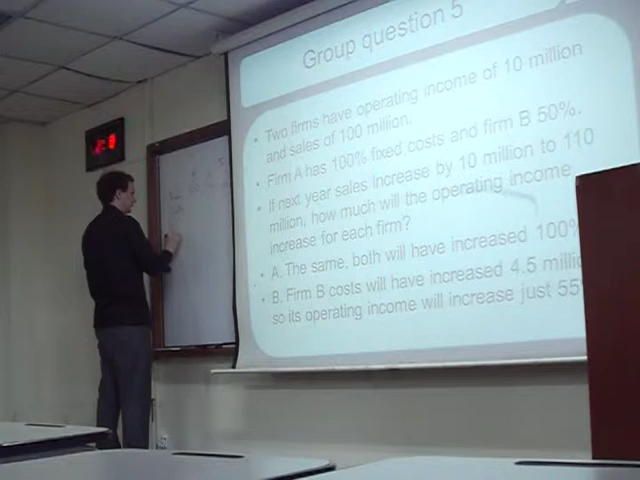 Group question 5
• Two firms have operating income of 10 million
and sales of 100 million.
• Firm A has 100% fixed costs and firm B 50%.
• If next year sales increase by 10 million to 110
million, how much will the operating income
increase for each firm?
• A. The same, both will have increased 100%
• B. Firm B costs will have increased 4.5 millio
so its operating income will increase just 55